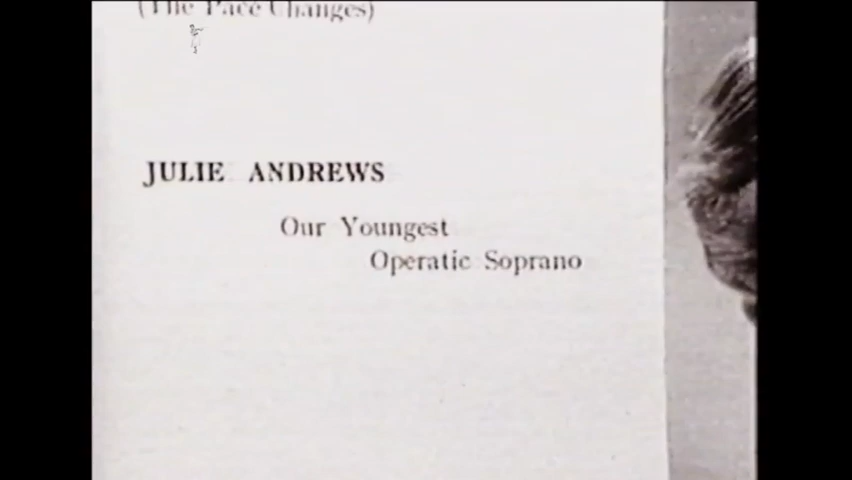 (The Pace Changes)
JULIE ANDREWS
Our Youngest
Operatic Soprano